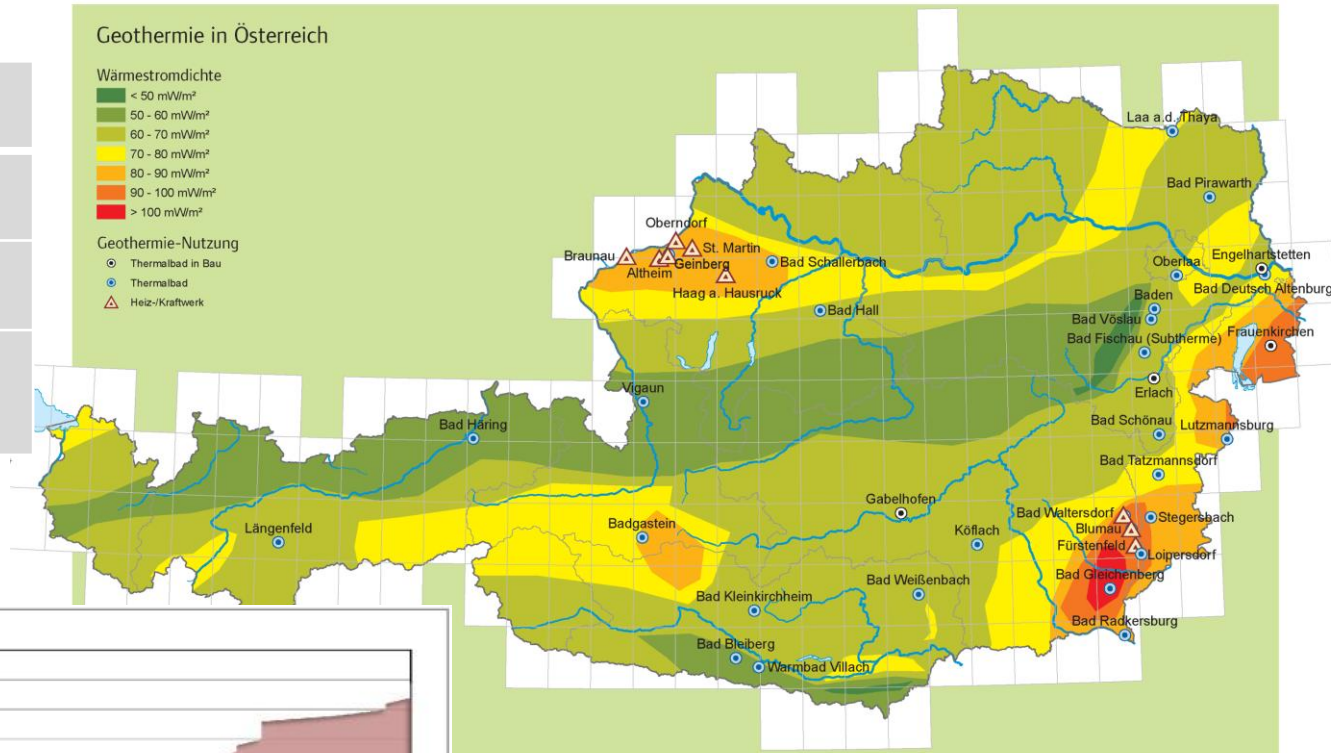 Geothermie in Österreich
Wärmestromdichte
< 50 mW/m²
50 - 60 mW/m²
60 - 70 mW/m²
70 - 80 mW/m²
80 - 90 mW/m²
90 - 100 mW/m²
> 100 mW/m²
Geothermie-Nutzung
Thermalbad in Bau
Thermalbad
Heiz-/Kraftwerk
Laa a.d. Thaya
Bad Pirawarth
Oberndorf
St. Martin
Braunau
Altheim
Geinberg
Haag a. Hausruck
Bad Schallerbach
Bad Hall
Oberlaa
Engelhartstetten
Bad Deutsch Altenburg
Baden
Bad Vöslau
Bad Fischau (Subtherme)
Frauenkirchen
Erlach
Vigaun
Bad Häring
Bad Schönau
Lutzmannsburg
Bad Tatzmannsdorf
Längenfeld
Badgastein
Gabelhofen
Köflach
Bad Waltersdorf
Stegersbach
Blumau
Fürstenfeld
Loipersdorf
Bad Gleichenberg
Bad Weißenbach
Bad Kleinkirchheim
Bad Radkersburg
Bad Bleiberg
Warmbad Villach